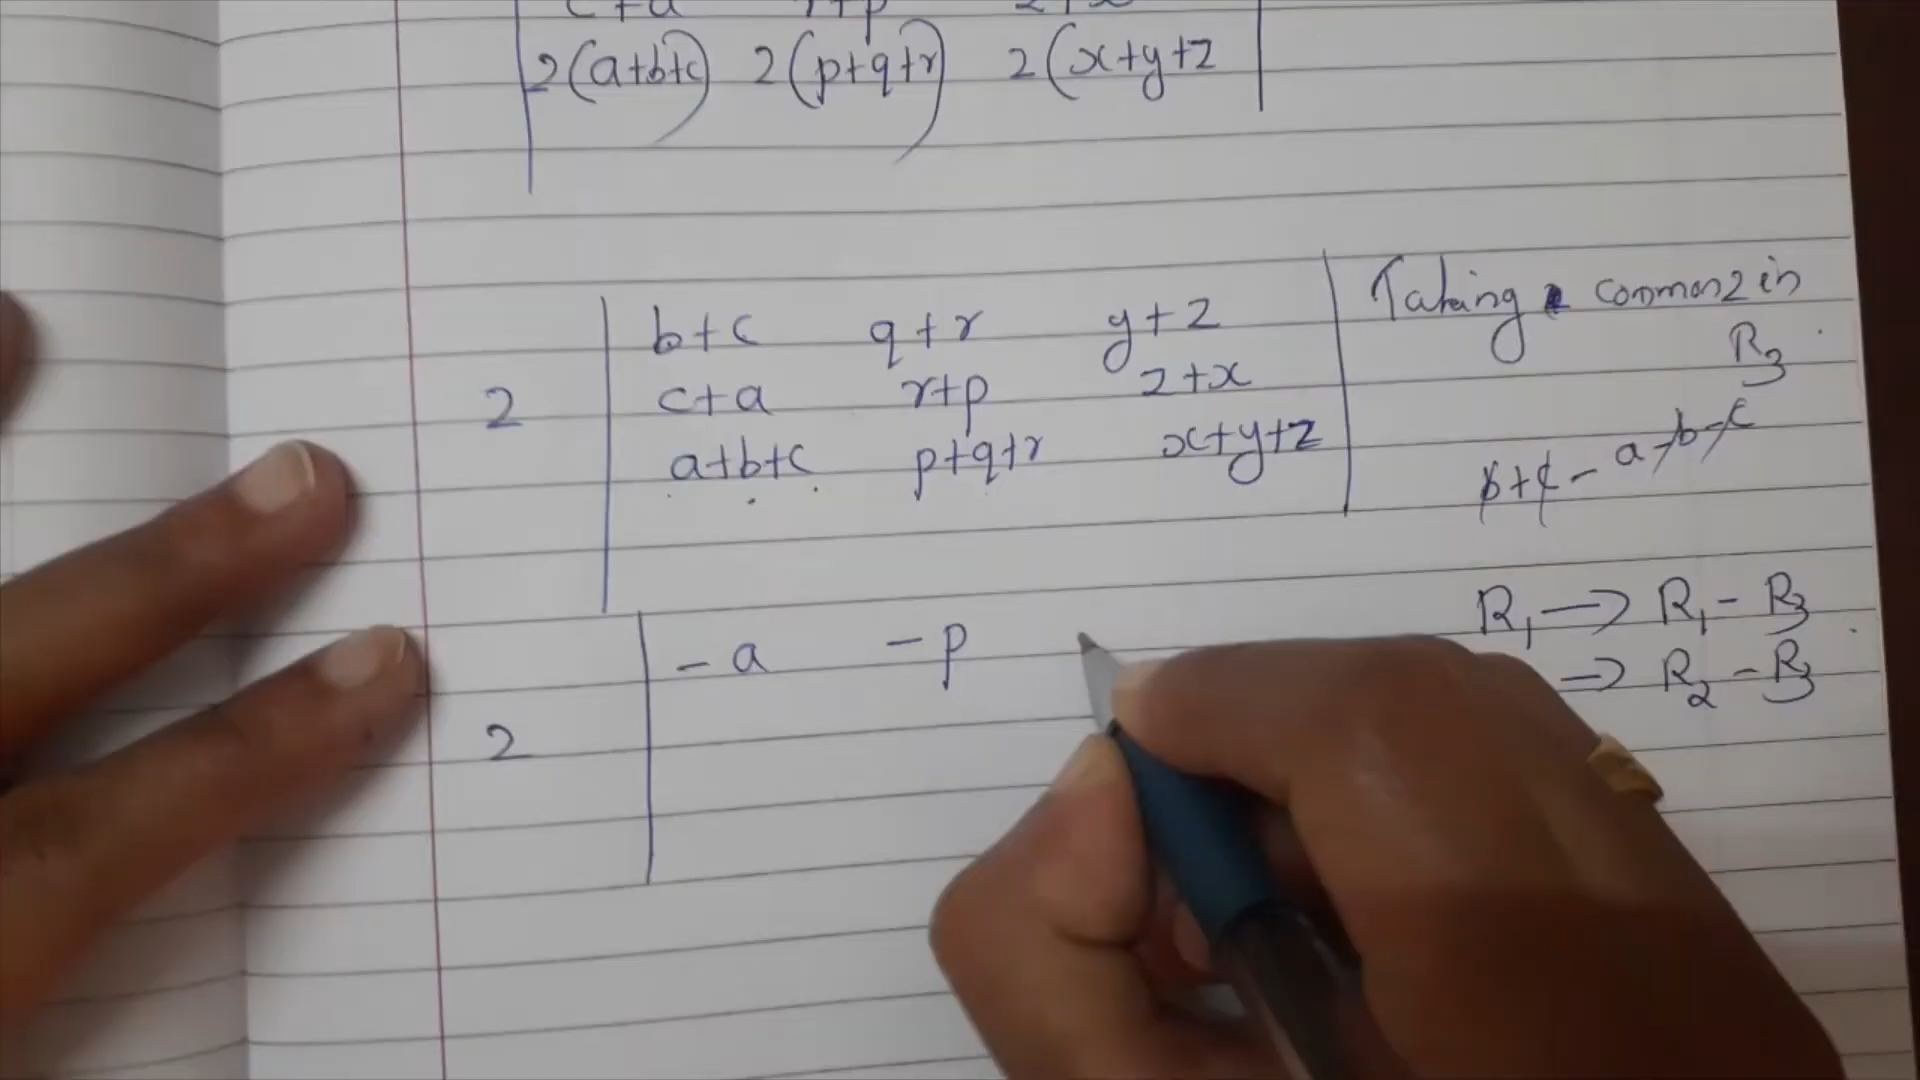 c+a r+p z+x
2(a+b+c) 2(p+q+r) 2(x+y+z
b+c q+r y+z Taking common 2 in
R3
2 c+a r+p z+x
a+b+c p+q+r x+y+z b+c-a-b-c
R1 → R1 - R3
-a -p → R2 - R3
2